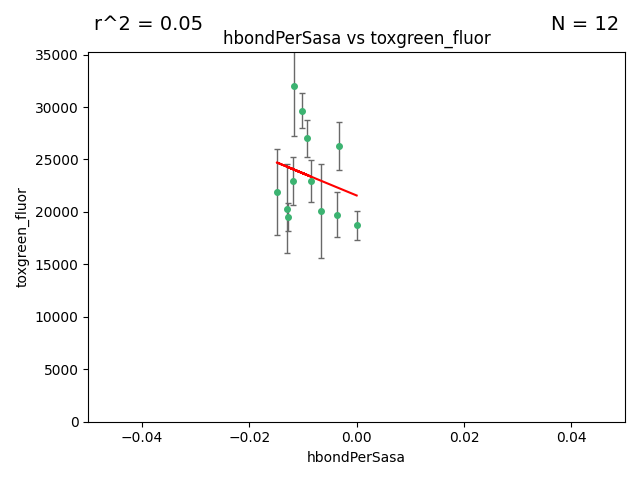 r^2 = 0.05
N = 12
hbondPerSasa vs toxgreen_fluor
35000
30000
25000
20000
15000
10000
5000
0
toxgreen_fluor
−0.04
−0.02
0.00
0.02
0.04
hbondPerSasa